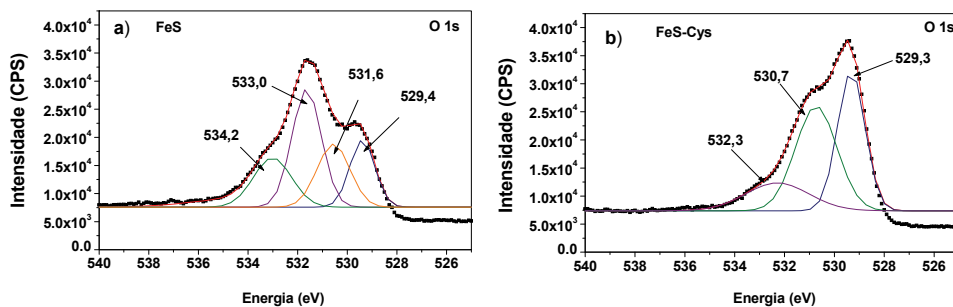 a) FeS O 1s
4.0x10⁴
3.5x10⁴
3.0x10⁴
2.5x10⁴
2.0x10⁴
1.5x10⁴
1.0x10⁴
5.0x10³
0.0
Intensidade (CPS)
534,2
533,0
531,6
529,4
540 538 536 534 532 530 528 526
Energia (eV)
b) FeS-Cys O 1s
4.0x10⁴
3.5x10⁴
3.0x10⁴
2.5x10⁴
2.0x10⁴
1.5x10⁴
1.0x10⁴
5.0x10³
0.0
Intensidade (CPS)
532,3
530,7
529,3
540 538 536 534 532 530 528 526
Energia (eV)